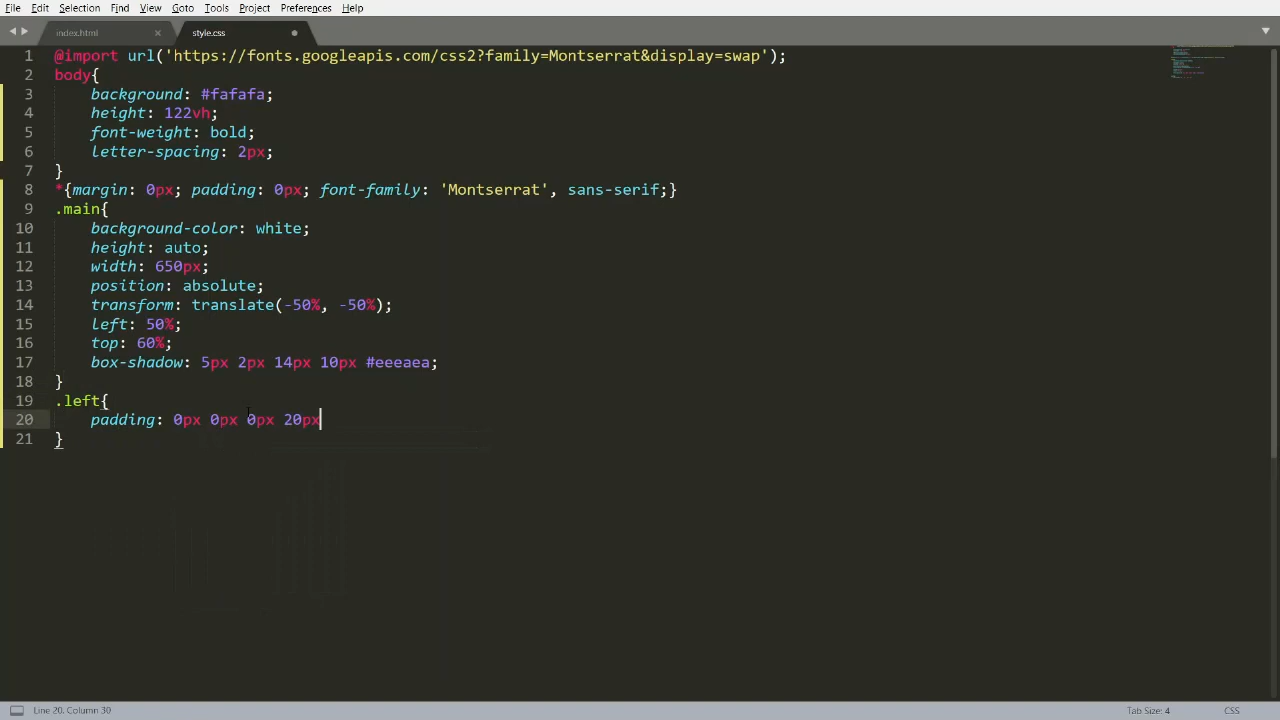 File Edit Selection Find View Goto Tools Project Preferences Help
index.html × style.css
1 @import url('https://fonts.googleapis.com/css2?family=Montserrat&display=swap');
2 body{
3 background: #fafafa;
4 height: 122vh;
5 font-weight: bold;
6 letter-spacing: 2px;
7 }
8 *{margin: 0px; padding: 0px; font-family: 'Montserrat', sans-serif;}
9 .main{
10 background-color: white;
11 height: auto;
12 width: 650px;
13 position: absolute;
14 transform: translate(-50%, -50%);
15 left: 50%;
16 top: 60%;
17 box-shadow: 5px 2px 14px 10px #eeeaea;
18 }
19 .left{
20 padding: 0px 0px 0px 20px
21 }
Line 20, Column 30 Tab Size: 4 CSS